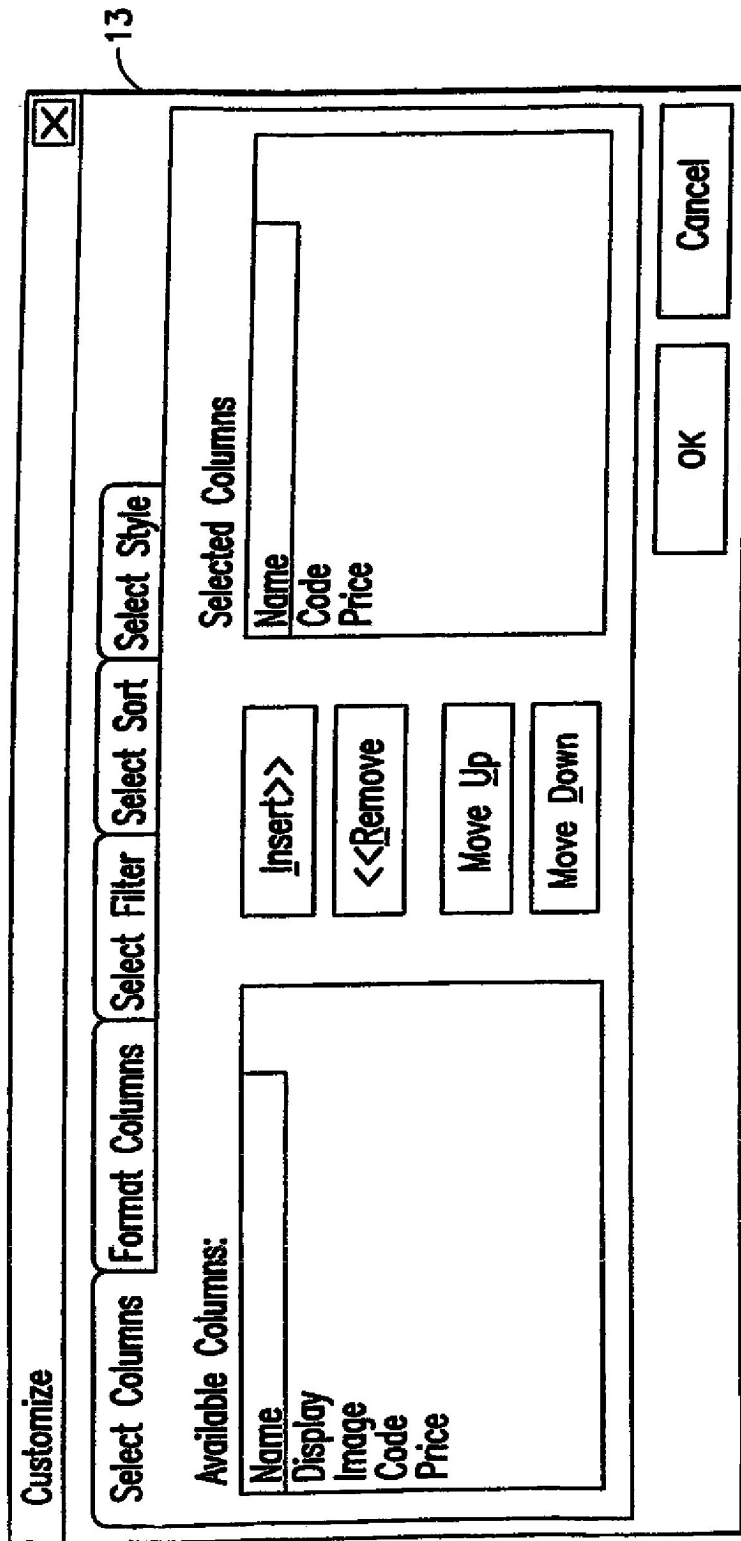 13
Customize
X
Select Columns
Format Columns
Select Filter
Select Sort
Select Style
Available Columns:
Name
Display
Image
Code
Price
Insert>>
<<Remove
Move Up
Move Down
Selected Columns
Name
Code
Price
OK
Cancel